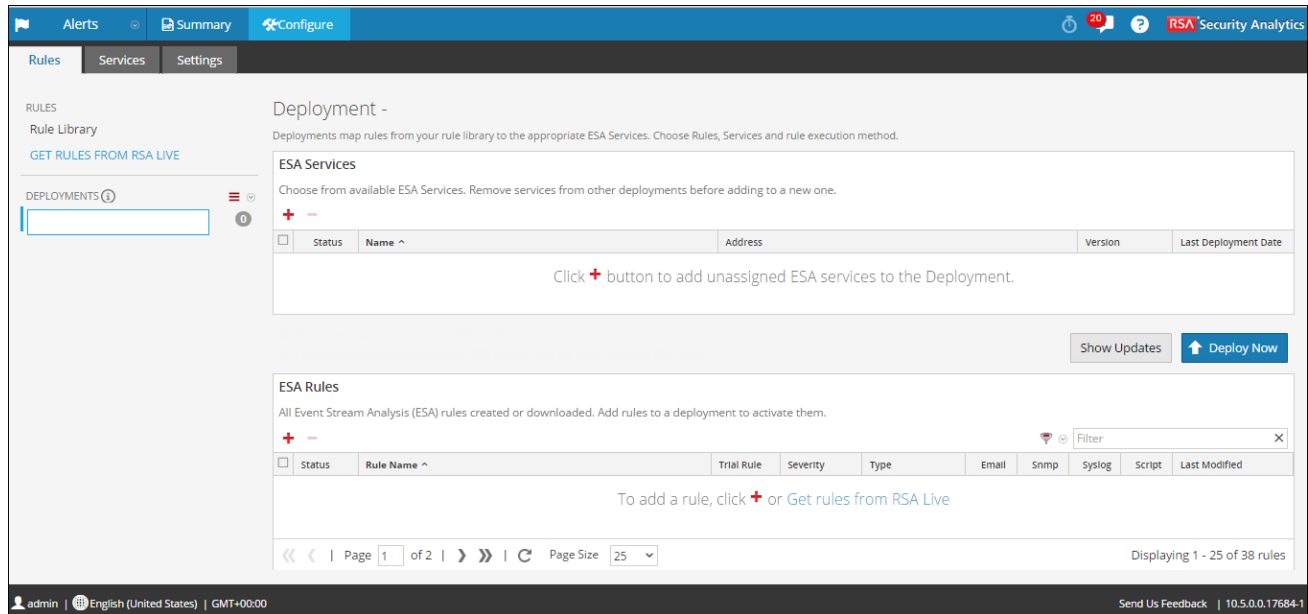 Alerts Summary Configure 20 ? RSA Security Analytics
Rules Services Settings
RULES
Rule Library
GET RULES FROM RSA LIVE
DEPLOYMENTS i
0
Deployment -
Deployments map rules from your rule library to the appropriate ESA Services. Choose Rules, Services and rule execution method.
ESA Services
Choose from available ESA Services. Remove services from other deployments before adding to a new one.
+ −
Status Name ^ Address Version Last Deployment Date
Click + button to add unassigned ESA services to the Deployment.
Show Updates Deploy Now
ESA Rules
All Event Stream Analysis (ESA) rules created or downloaded. Add rules to a deployment to activate them.
+ − Filter X
Status Rule Name ^ Trial Rule Severity Type Email Snmp Syslog Script Last Modified
To add a rule, click + or Get rules from RSA Live
| Page 1 of 2 | | Page Size 25 Displaying 1 - 25 of 38 rules
admin | English (United States) | GMT+00:00 Send Us Feedback | 10.5.0.0.17684-1